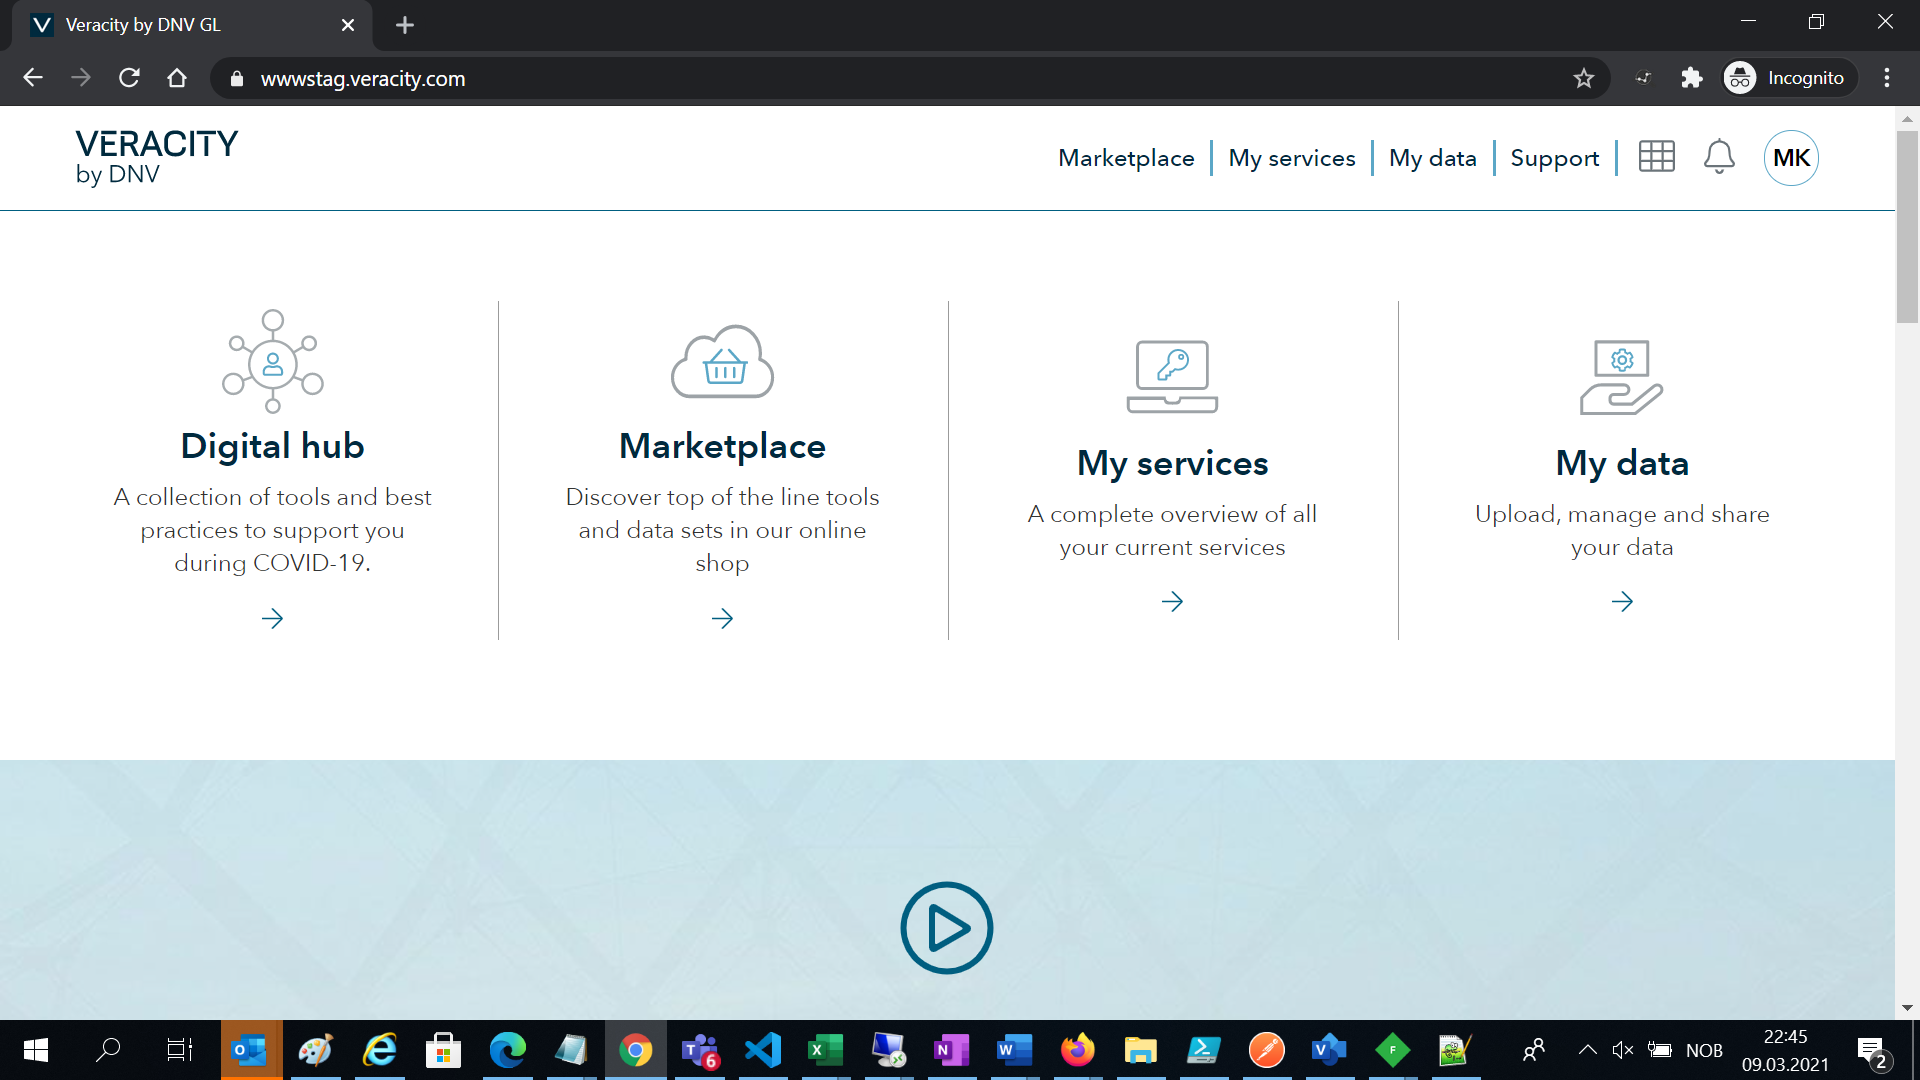 Veracity by DNV GL
wwwstag.veracity.com
Incognito
VERACITY
by DNV
Marketplace
My services
My data
Support
MK
Digital hub
A collection of tools and best
practices to support you
during COVID-19.
Marketplace
Discover top of the line tools
and data sets in our online
shop
My services
A complete overview of all
your current services
My data
Upload, manage and share
your data
6
NOB
22:45
09.03.2021
2